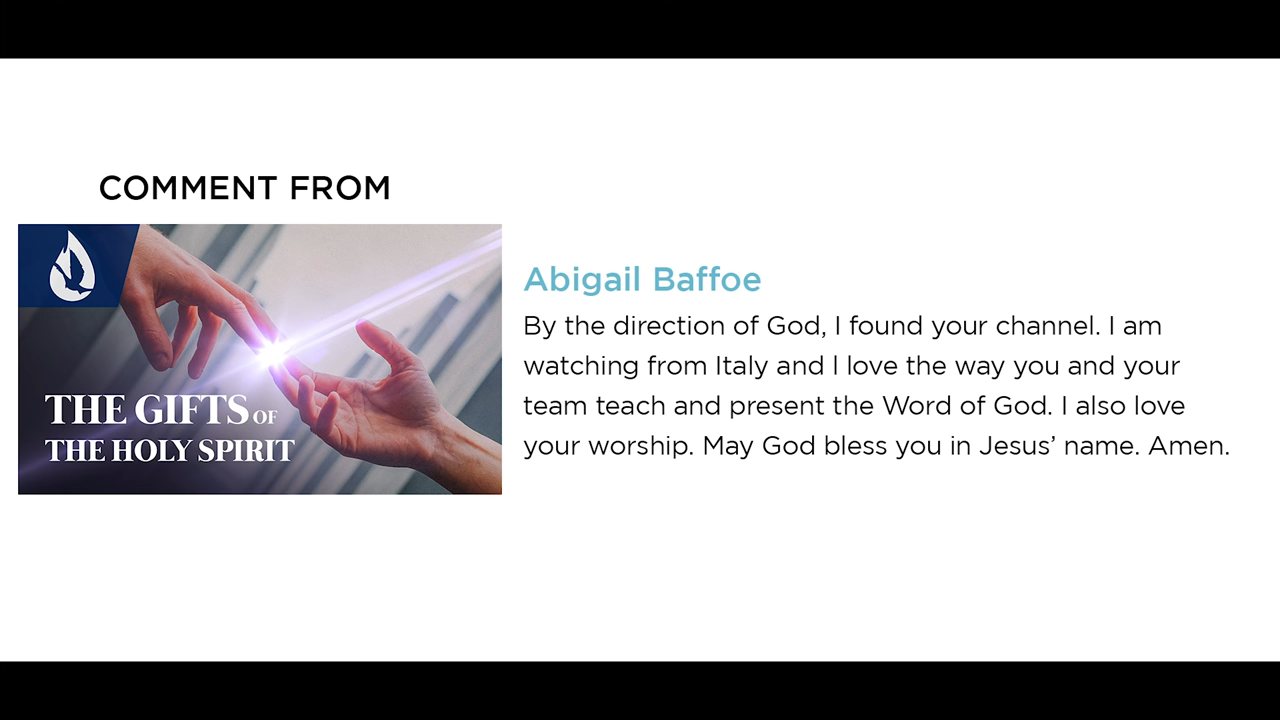 COMMENT FROM
THE GIFTS OF
THE HOLY SPIRIT
Abigail Baffoe
By the direction of God, I found your channel. I am
watching from Italy and I love the way you and your
team teach and present the Word of God. I also love
your worship. May God bless you in Jesus’ name. Amen.